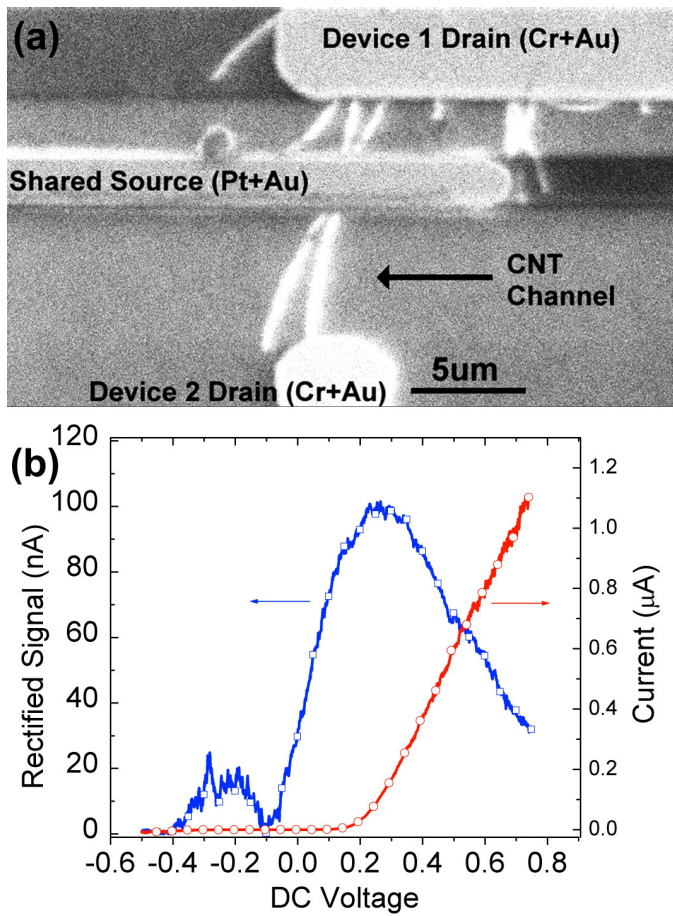 (a)
Device 1 Drain (Cr+Au)
Shared Source (Pt+Au)
CNT
Channel
Device 2 Drain (Cr+Au)
5um
(b)
120
100
80
60
40
20
0
Rectified Signal (nA)
1.2
1.0
0.8
0.6
0.4
0.2
0.0
Current (μA)
-0.6 -0.4 -0.2 0.0 0.2 0.4 0.6 0.8
DC Voltage